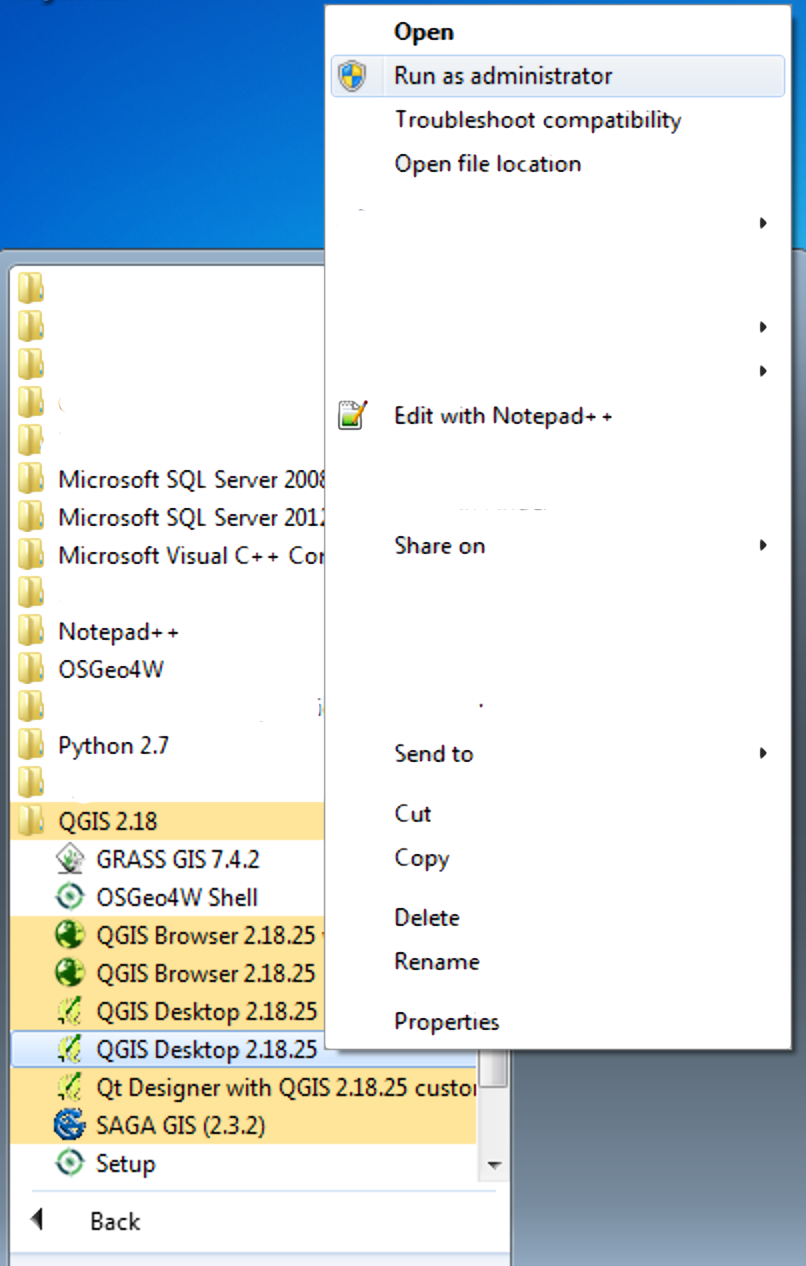 Open
Run as administrator
Troubleshoot compatibility
Open file location
Edit with Notepad++
Share on
Send to
Cut
Copy
Delete
Rename
Properties
Microsoft SQL Server 2008
Microsoft SQL Server 2012
Microsoft Visual C++
Notepad++
OSGeo4W
Python 2.7
QGIS 2.18
GRASS GIS 7.4.2
OSGeo4W Shell
QGIS Browser 2.18.25
QGIS Browser 2.18.25
QGIS Desktop 2.18.25
QGIS Desktop 2.18.25
Qt Designer with QGIS 2.18.25 custo
SAGA GIS (2.3.2)
Setup
Back